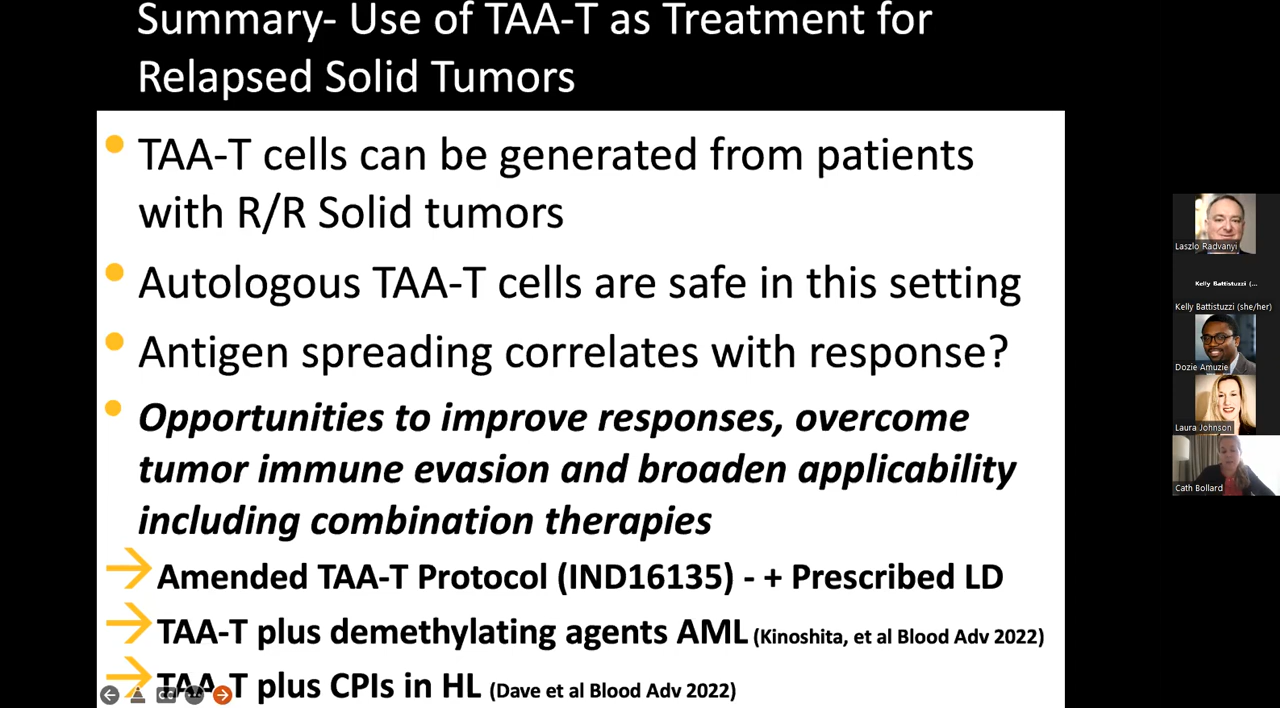 Summary- Use of TAA-T as Treatment for
Relapsed Solid Tumors
TAA-T cells can be generated from patients
with R/R Solid tumors
Autologous TAA-T cells are safe in this setting
Antigen spreading correlates with response?
Opportunities to improve responses, overcome
tumor immune evasion and broaden applicability
including combination therapies
Amended TAA-T Protocol (IND16135) - + Prescribed LD
TAA-T plus demethylating agents AML (Kinoshita, et al Blood Adv 2022)
TAA-T plus CPIs in HL (Dave et al Blood Adv 2022)
CC
Laszlo Radvanyi
Kelly Battistuzzi (...
Kelly Battistuzzi (she/her)
Dozie Amuzie
Laura Johnson
Cath Bollard